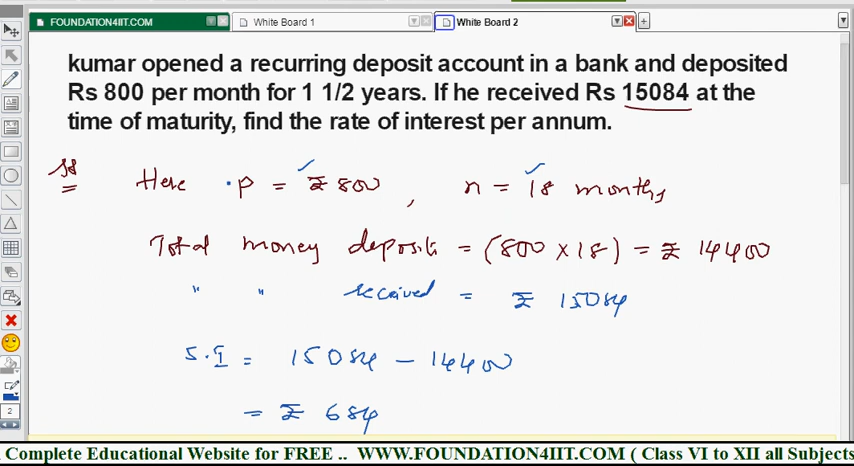 FOUNDATION4IIT.COM White Board 1 White Board 2
kumar opened a recurring deposit account in a bank and deposited
Rs 800 per month for 1 1/2 years. If he received Rs 15084 at the
time of maturity, find the rate of interest per annum.
Here . p = ₹ 800 , n = 18 months
Total money deposit = (800 × 18) = ₹ 14400
" " received = ₹ 15084
S.I = 15084 - 14400
= ₹ 684
2
Complete Educational Website for FREE .. WWW.FOUNDATION4IIT.COM ( Class VI to XII all Subjects